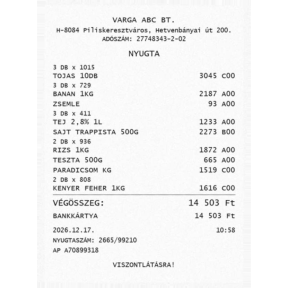 VARGA ABC BT.
H-8084 Piliskeresztváros, Hetvenbányai út 200.
ADÓSZÁM: 27748343-2-02
NYUGTA
3 DB x 1015
TOJAS 10DB 3045 C00
3 DB x 729
BANAN 1KG 2187 A00
ZSEMLE 93 A00
3 DB x 411
TEJ 2,8% 1L 1233 A00
SAJT TRAPPISTA 500G 2273 B00
2 DB x 936
RIZS 1KG 1872 A00
TESZTA 500G 665 A00
PARADICSOM KG 1519 C00
2 DB x 808
KENYER FEHER 1KG 1616 C00
VÉGÖSSZEG: 14 503 Ft
BANKKÁRTYA 14 503 Ft
2026.12.17. 10:58
NYUGTASZÁM: 2665/99210
AP A70899318
VISZONTLÁTÁSRA!